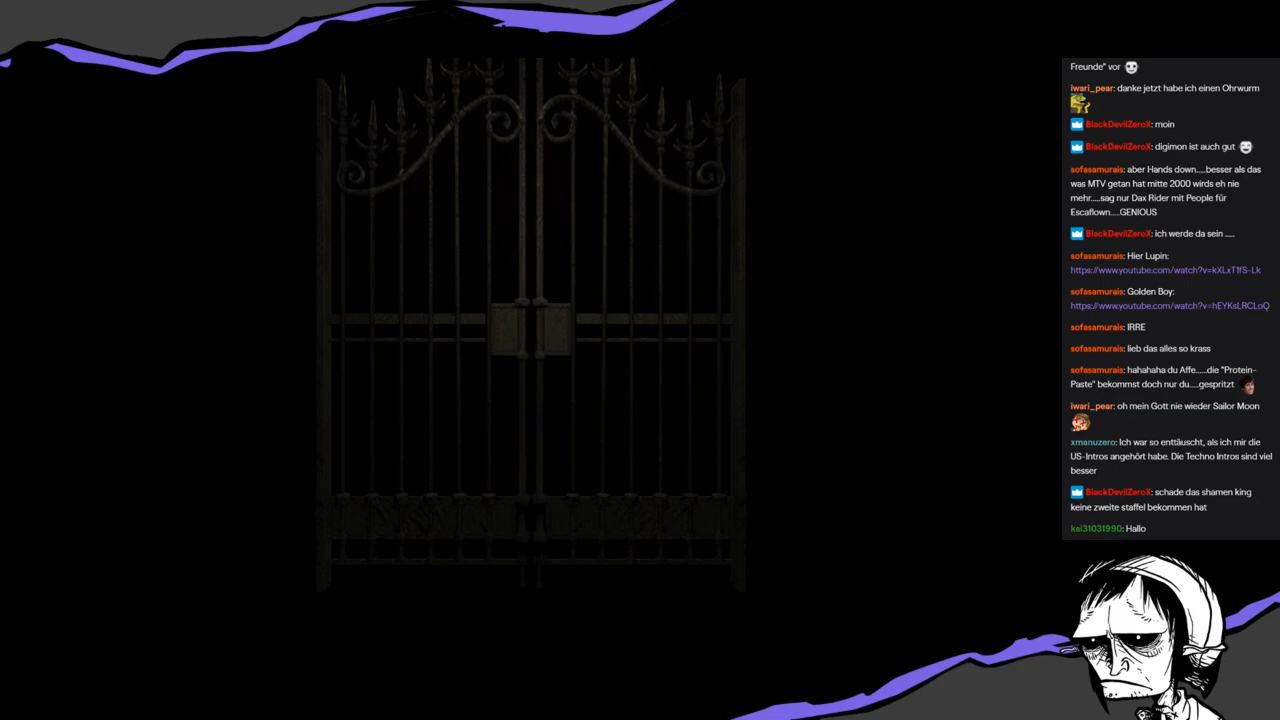 Freunde" vor
iwari_pear: danke jetzt habe ich einen Ohrwurm
BlackDevilZeroX: moin
BlackDevilZeroX: digimon ist auch gut
sofasamurais: aber Hands down.....besser als das
was MTV getan hat mitte 2000 wirds eh nie
mehr.....sag nur Dax Rider mit People für
Escaflown.....GENIOUS
BlackDevilZeroX: ich werde da sein .....
sofasamurais: Hier Lupin:
https://www.youtube.com/watch?v=kXLxT1fS-Lk
sofasamurais: Golden Boy:
https://www.youtube.com/watch?v=hEYKsLRCLoQ
sofasamurais: IRRE
sofasamurais: lieb das alles so krass
sofasamurais: hahahaha du Affe......die "Protein-
Paste" bekommst doch nur du.....gespritzt
iwari_pear: oh mein Gott nie wieder Sailor Moon
xmanuzero: Ich war so enttäuscht, als ich mir die
US-Intros angehört habe. Die Techno Intros sind viel
besser
BlackDevilZeroX: schade das shamen king
keine zweite staffel bekommen hat
kai31031990: Hallo